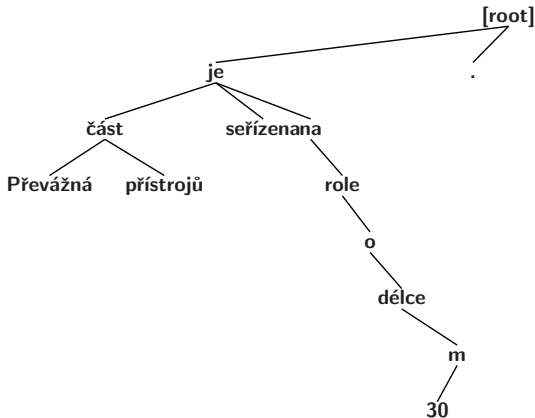 [root]
je .
část seřízenana
Převážná přístrojů role
o
délce
m
30